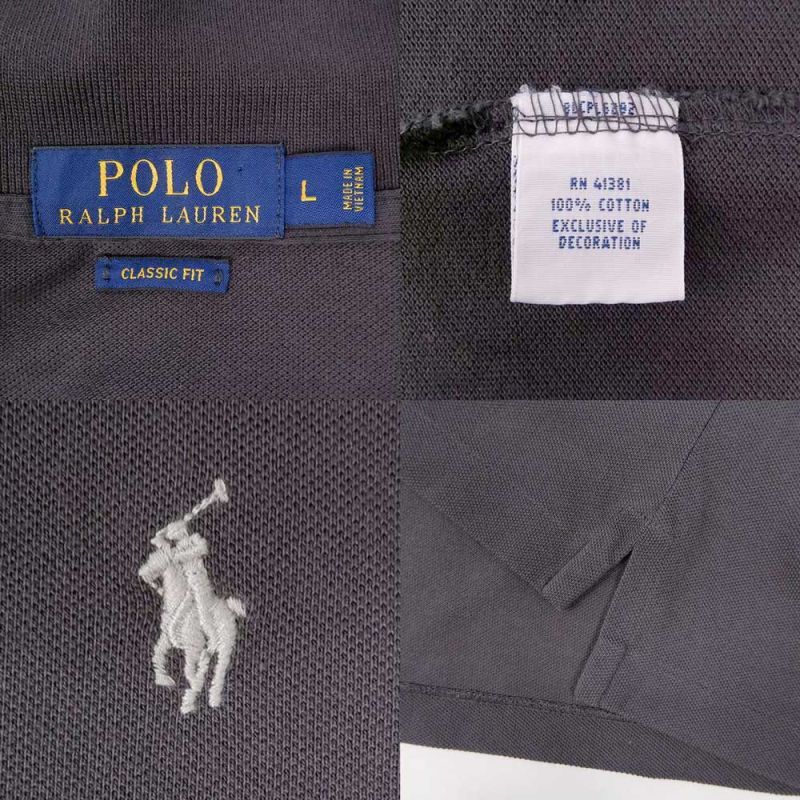 POLO
RALPH LAUREN
L
MADE IN
VIETNAM
CLASSIC FIT
RN 41381
100% COTTON
EXCLUSIVE OF
DECORATION